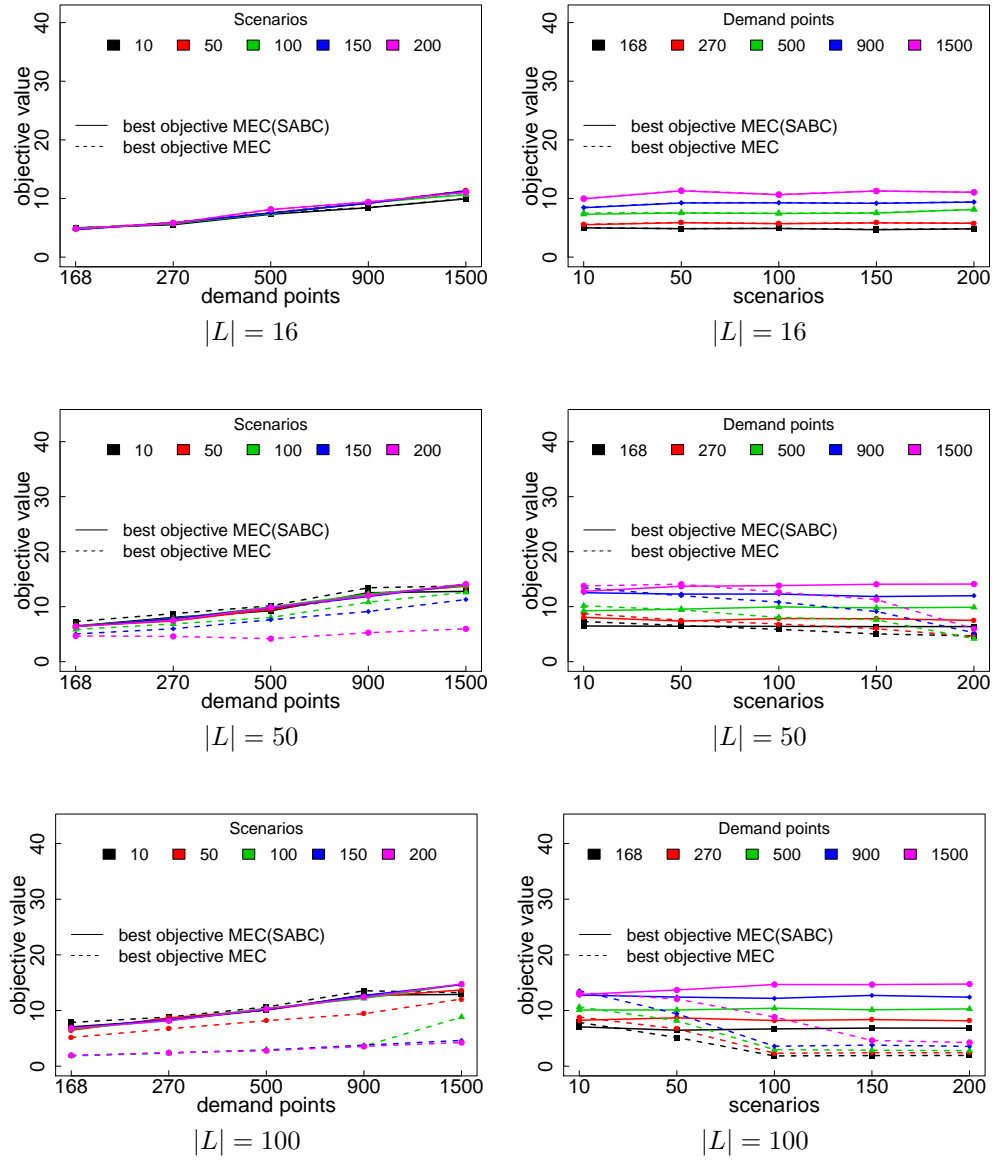 Scenarios
10 50 100 150 200
best objective MEC(SABC)
best objective MEC
objective value
0 10 20 30 40
168 270 500 900 1500
demand points
|L| = 16
Demand points
168 270 500 900 1500
best objective MEC(SABC)
best objective MEC
objective value
0 10 20 30 40
10 50 100 150 200
scenarios
|L| = 16
Scenarios
10 50 100 150 200
best objective MEC(SABC)
best objective MEC
objective value
0 10 20 30 40
168 270 500 900 1500
demand points
|L| = 50
Demand points
168 270 500 900 1500
best objective MEC(SABC)
best objective MEC
objective value
0 10 20 30 40
10 50 100 150 200
scenarios
|L| = 50
Scenarios
10 50 100 150 200
best objective MEC(SABC)
best objective MEC
objective value
0 10 20 30 40
168 270 500 900 1500
demand points
|L| = 100
Demand points
168 270 500 900 1500
best objective MEC(SABC)
best objective MEC
objective value
0 10 20 30 40
10 50 100 150 200
scenarios
|L| = 100